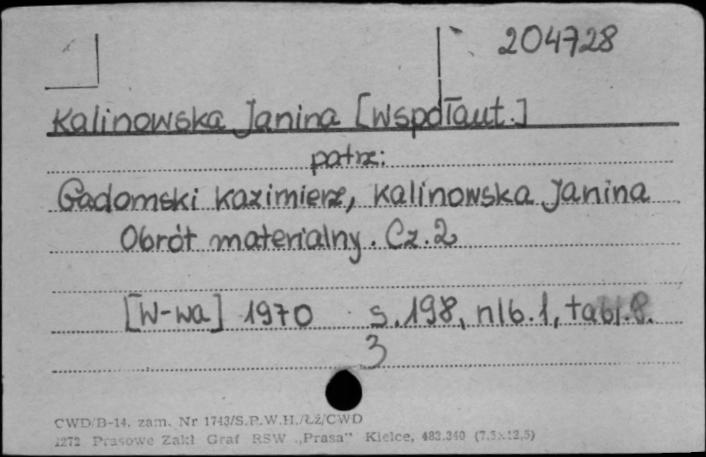 204728
Kalinowska Janina [współaut.]
patrz:
Gadomski Kazimierz, Kalinowska Janina
Obrót materialny. Cz. 2
[W-wa] 1970 s. 198, nlb. 1, tabl. 8.
3
CWD/B-14. zam. Nr 1743/S.P.W.H./ŁŻ/CWD
1272 Prasowe Zakł Graf RSW „Prasa” Kielce, 483.340 (7,5x12,5)